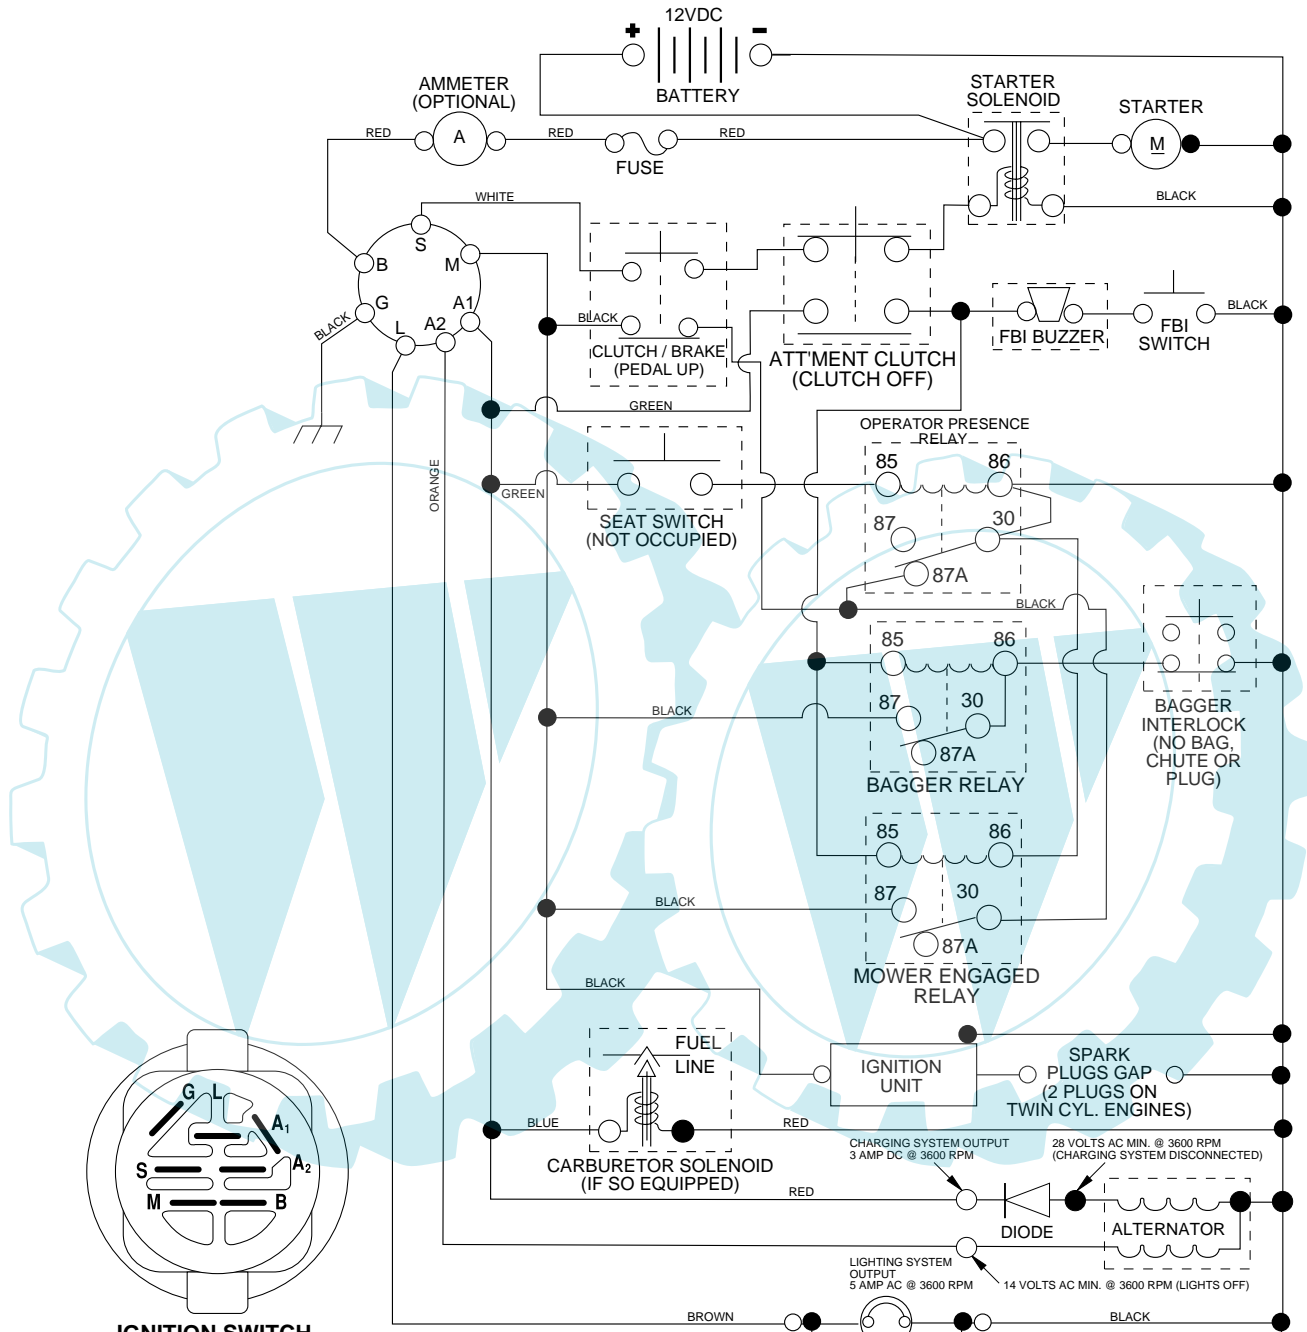 12VDC
+
-
BATTERY
AMMETER
(OPTIONAL)
STARTER
SOLENOID
STARTER
RED
A
RED
FUSE
RED
M
WHITE
BLACK
S
M
B
G
A1
A2
L
BLACK
BLACK
CLUTCH / BRAKE
(PEDAL UP)
ATT'MENT CLUTCH
(CLUTCH OFF)
FBI BUZZER
FBI
SWITCH
BLACK
GREEN
OPERATOR PRESENCE
RELAY
85
86
ORANGE
GREEN
SEAT SWITCH
(NOT OCCUPIED)
87
30
87A
BLACK
85
86
BLACK
87
30
87A
BAGGER RELAY
BAGGER
INTERLOCK
(NO BAG,
CHUTE OR
PLUG)
85
86
BLACK
87
30
87A
MOWER ENGAGED
RELAY
BLACK
FUEL
LINE
IGNITION
UNIT
SPARK
PLUGS GAP
(2 PLUGS ON
TWIN CYL. ENGINES)
BLUE
RED
CARBURETOR SOLENOID
(IF SO EQUIPPED)
CHARGING SYSTEM OUTPUT
3 AMP DC @ 3600 RPM
28 VOLTS AC MIN. @ 3600 RPM
(CHARGING SYSTEM DISCONNECTED)
RED
DIODE
ALTERNATOR
LIGHTING SYSTEM
OUTPUT
5 AMP AC @ 3600 RPM
14 VOLTS AC MIN. @ 3600 RPM (LIGHTS OFF)
BROWN
BLACK
G
L
A1
A2
S
M
B
IGNITION SWITCH